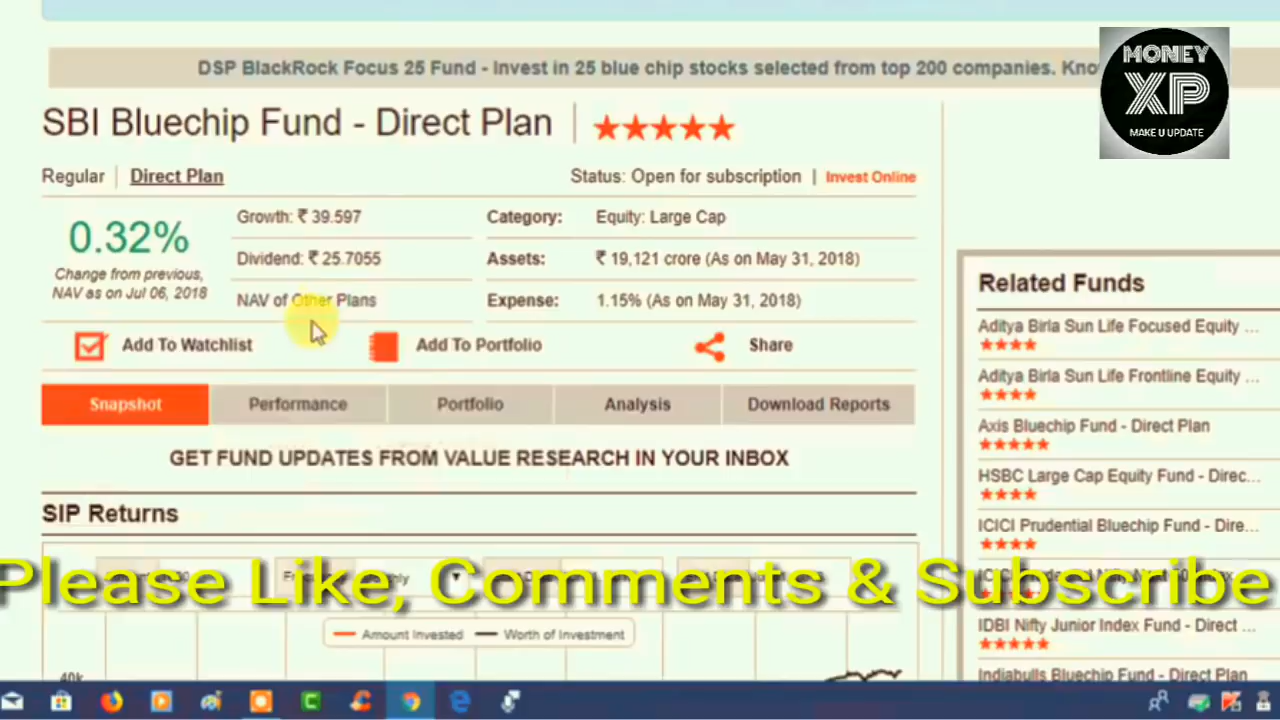 DSP BlackRock Focus 25 Fund - Invest in 25 blue chip stocks selected from top 200 companies.
MONEY
XP
MAKE U UPDATE
SBI Bluechip Fund - Direct Plan
Regular | Direct Plan
Status: Open for subscription | Invest Online
0.32%
Change from previous,
NAV as on Jul 06, 2018
Growth: ₹ 39.597
Dividend: ₹ 25.7055
NAV of Other Plans
Category: Equity: Large Cap
Assets: ₹ 19,121 crore (As on May 31, 2018)
Expense: 1.15% (As on May 31, 2018)
Add To Watchlist
Add To Portfolio
Share
Snapshot
Performance
Portfolio
Analysis
Download Reports
GET FUND UPDATES FROM VALUE RESEARCH IN YOUR INBOX
SIP Returns
Please Like, Comments & Subscribe
Amount Invested
Worth of Investment
40k
Related Funds
Aditya Birla Sun Life Focused Equity ...
Aditya Birla Sun Life Frontline Equity ...
Axis Bluechip Fund - Direct Plan
HSBC Large Cap Equity Fund - Direc...
ICICI Prudential Bluechip Fund - Dire...
IDBI Nifty Junior Index Fund - Direct ...
Indiabulls Bluechip Fund - Direct Plan